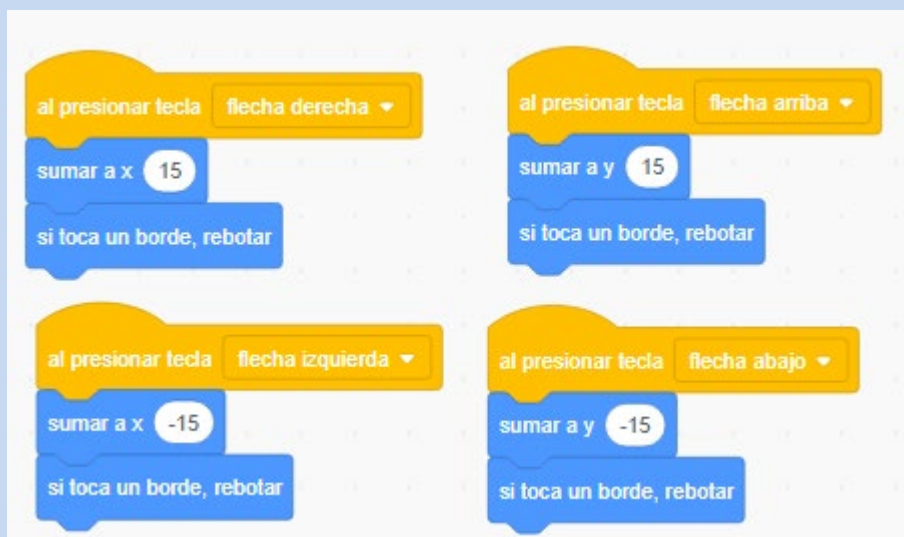 al presionar tecla flecha derecha
sumar a x 15
si toca un borde, rebotar
al presionar tecla flecha arriba
sumar a y 15
si toca un borde, rebotar
al presionar tecla flecha izquierda
sumar a x -15
si toca un borde, rebotar
al presionar tecla flecha abajo
sumar a y -15
si toca un borde, rebotar